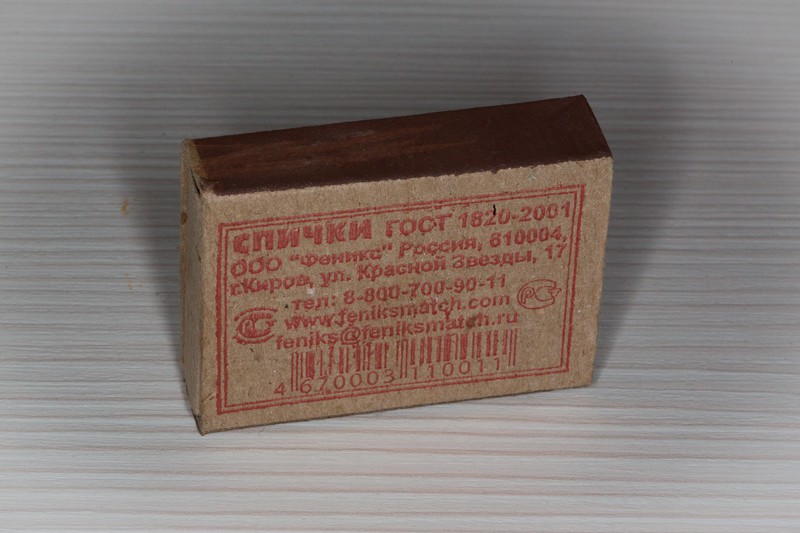 СПИЧКИ ГОСТ 1820-2001
ООО "Феникс" Россия, 610004,
г.Киров, ул. Красной Звезды, 17
тел: 8-800-700-90-11
www.feniksmatch.com
feniks@feniksmatch.ru
4 670003 110011